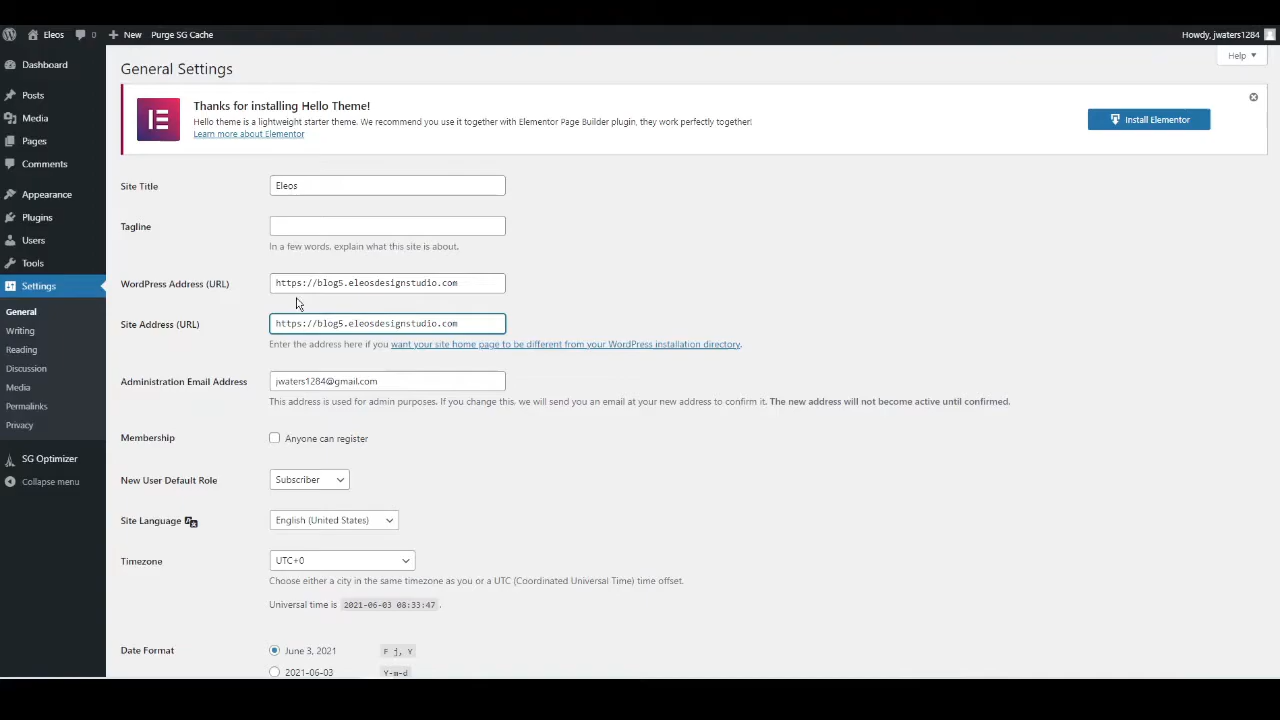 Eleos
0
New
Purge SG Cache
Howdy, jwaters1284
Dashboard
Posts
Media
Pages
Comments
Appearance
Plugins
Users
Tools
Settings
General
Writing
Reading
Discussion
Media
Permalinks
Privacy
SG Optimizer
Collapse menu
Help
General Settings
Thanks for installing Hello Theme!
Hello theme is a lightweight starter theme. We recommend you use it together with Elementor Page Builder plugin, they work perfectly together!
Learn more about Elementor
Install Elementor
Site Title
Eleos
Tagline
In a few words, explain what this site is about.
WordPress Address (URL)
https://blog5.eleosdesignstudio.com
Site Address (URL)
https://blog5.eleosdesignstudio.com
Enter the address here if you want your site home page to be different from your WordPress installation directory.
Administration Email Address
jwaters1284@gmail.com
This address is used for admin purposes. If you change this, we will send you an email at your new address to confirm it. The new address will not become active until confirmed.
Membership
Anyone can register
New User Default Role
Subscriber
Site Language
English (United States)
Timezone
UTC+0
Choose either a city in the same timezone as you or a UTC (Coordinated Universal Time) time offset.
Universal time is 2021-06-03 08:33:47 .
Date Format
June 3, 2021 F j, Y
2021-06-03 Y-m-d